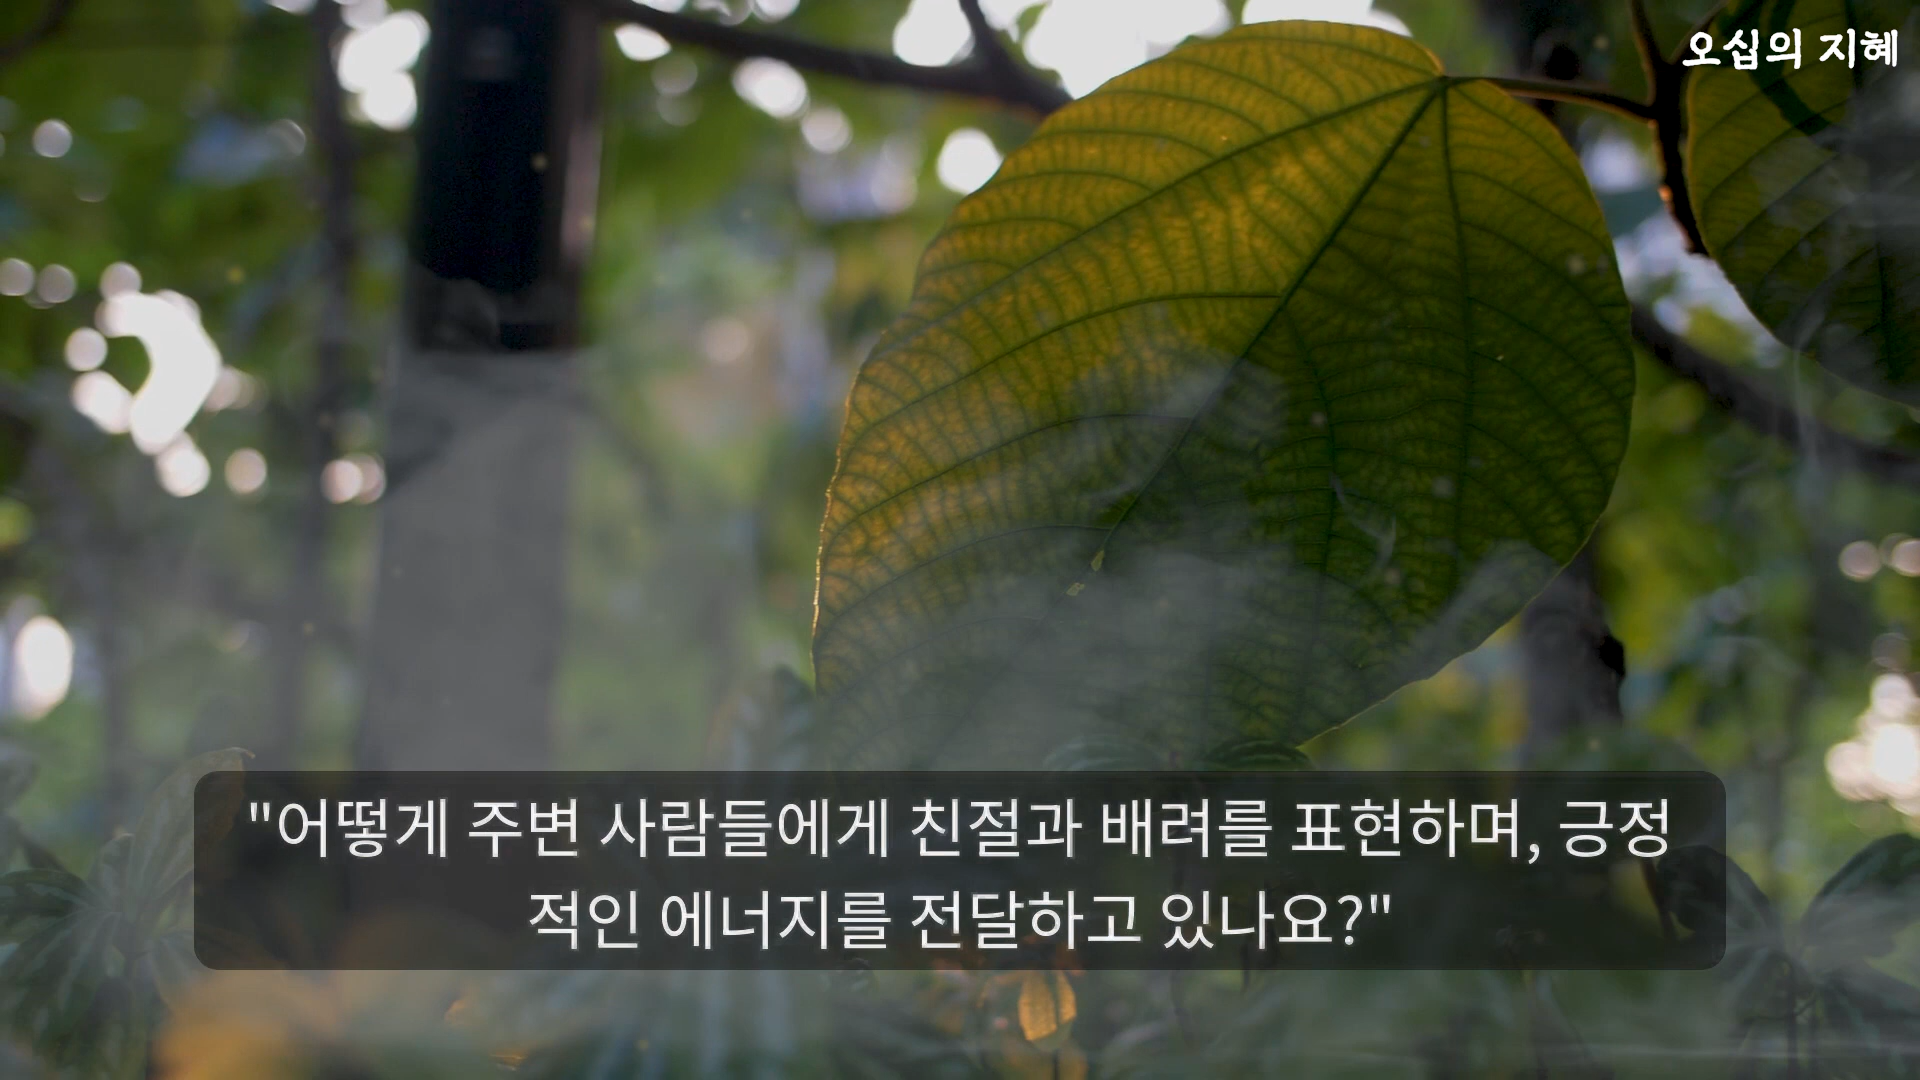 오십의 지혜
"어떻게 주변 사람들에게 친절과 배려를 표현하며, 긍정
적인 에너지를 전달하고 있나요?"